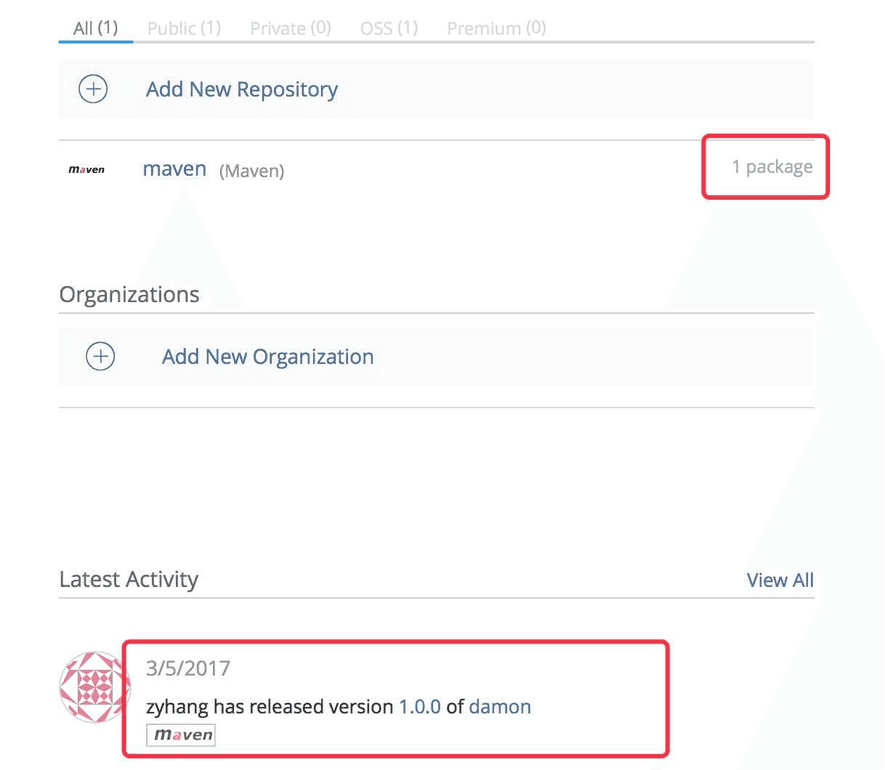 All (1) Public (1) Private (0) OSS (1) Premium (0)
Add New Repository
maven maven (Maven) 1 package
Organizations
Add New Organization
Latest Activity View All
3/5/2017
zyhang has released version 1.0.0 of damon
maven